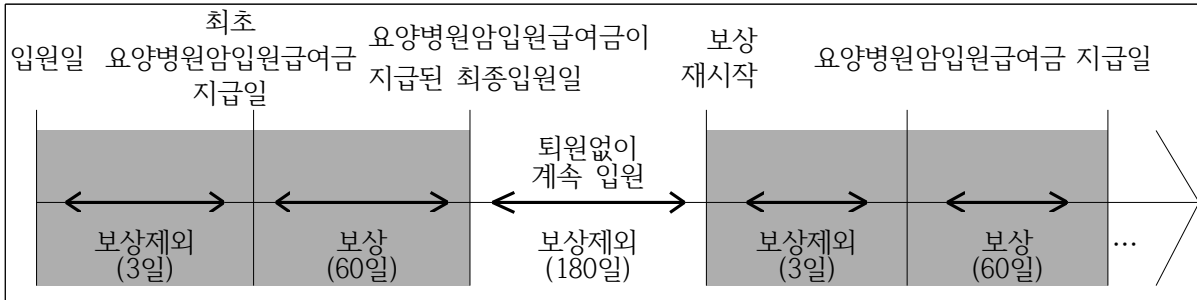 입원일
최초
요양병원암입원급여금
지급일
요양병원암입원급여금이
지급된 최종입원일
보상
재시작
요양병원암입원급여금 지급일
퇴원없이
계속 입원
보상제외
(3일)
보상
(60일)
보상제외
(180일)
보상제외
(3일)
보상
(60일)
…